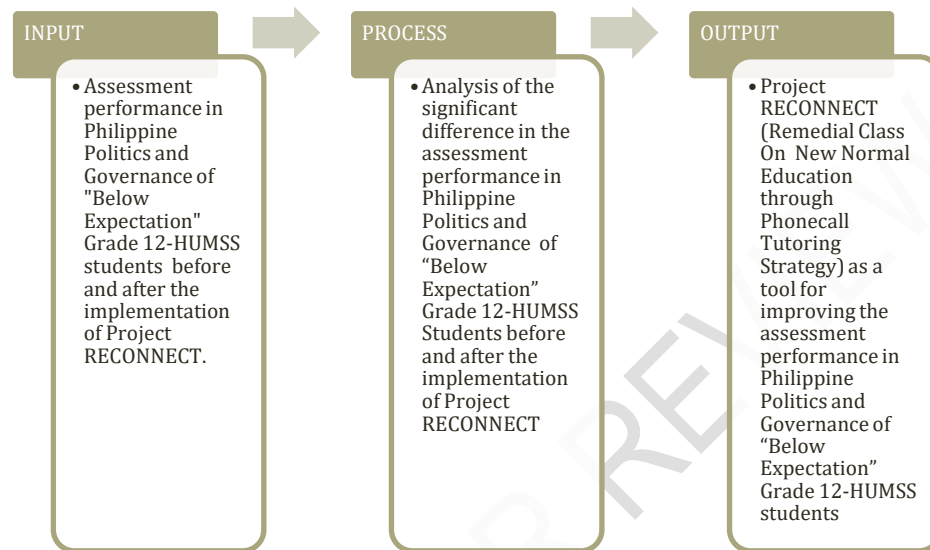 INPUT
• Assessment
performance in
Philippine
Politics and
Governance of
"Below
Expectation"
Grade 12-HUMSS
students before
and after the
implementation
of Project
RECONNECT.
PROCESS
• Analysis of the
significant
difference in the
assessment
performance in
Philippine
Politics and
Governance of
“Below
Expectation”
Grade 12-HUMSS
Students before
and after the
implementation
of Project
RECONNECT
OUTPUT
• Project
RECONNECT
(Remedial Class
On New Normal
Education
through
Phonecall
Tutoring
Strategy) as a
tool for
improving the
assessment
performance in
Philippine
Politics and
Governance of
“Below
Expectation”
Grade 12-HUMSS
students